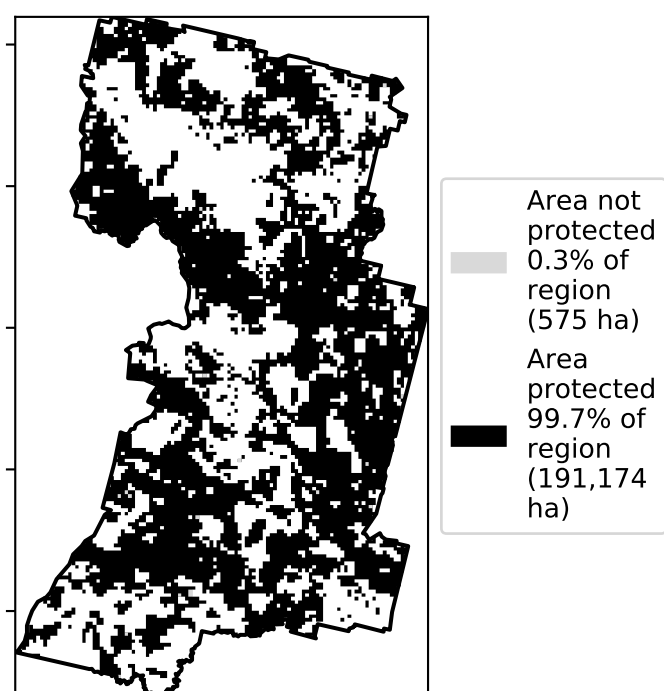 Area not
protected
0.3% of
region
(575 ha)
Area
protected
99.7% of
region
(191,174
ha)